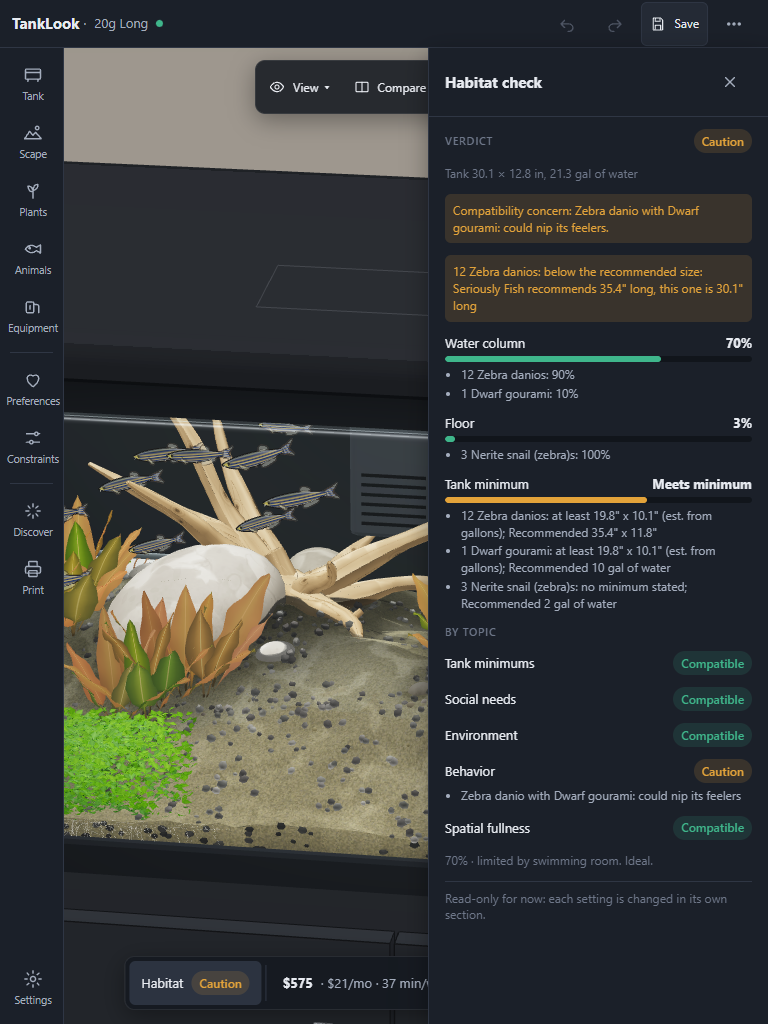 TankLook · 20g Long
Save
Tank
Scape
Plants
Animals
Equipment
Preferences
Constraints
Discover
Print
Settings
View
Compare
Habitat check
VERDICT
Caution
Tank 30.1 × 12.8 in, 21.3 gal of water
Compatibility concern: Zebra danio with Dwarf
gourami: could nip its feelers.
12 Zebra danios: below the recommended size:
Seriously Fish recommends 35.4" long, this one is 30.1"
long
Water column 70%
• 12 Zebra danios: 90%
• 1 Dwarf gourami: 10%
Floor 3%
• 3 Nerite snail (zebra)s: 100%
Tank minimum Meets minimum
• 12 Zebra danios: at least 19.8" x 10.1" (est. from
gallons); Recommended 35.4" x 11.8"
• 1 Dwarf gourami: at least 19.8" x 10.1" (est. from
gallons); Recommended 10 gal of water
• 3 Nerite snail (zebra)s: no minimum stated;
Recommended 2 gal of water
BY TOPIC
Tank minimums Compatible
Social needs Compatible
Environment Compatible
Behavior Caution
• Zebra danio with Dwarf gourami: could nip its feelers
Spatial fullness Compatible
70% · limited by swimming room. Ideal.
Read-only for now: each setting is changed in its own
section.
Habitat Caution $575 · $21/mo · 37 min/